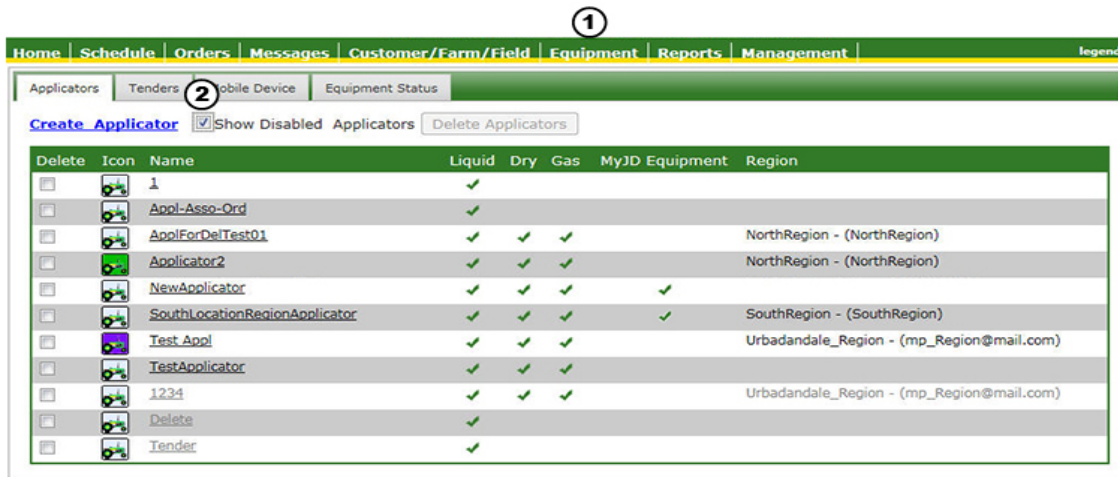 1
Home Schedule Orders Messages Customer/Farm/Field Equipment Reports Management
Applicators Tenders 2 Device Equipment Status
Create Applicator Show Disabled Applicators Delete Applicators
Delete Icon Name Liquid Dry Gas MyJD Equipment Region
1
Appl-Asso-Ord
ApplForDelTest01 NorthRegion - (NorthRegion)
Applicator2 NorthRegion - (NorthRegion)
NewApplicator
SouthLocationRegionApplicator SouthRegion - (SouthRegion)
Test Appl Urbadandale_Region - (mp_Region@mail.com)
TestApplicator
1234 Urbadandale_Region - (mp_Region@mail.com)
Delete
Tender